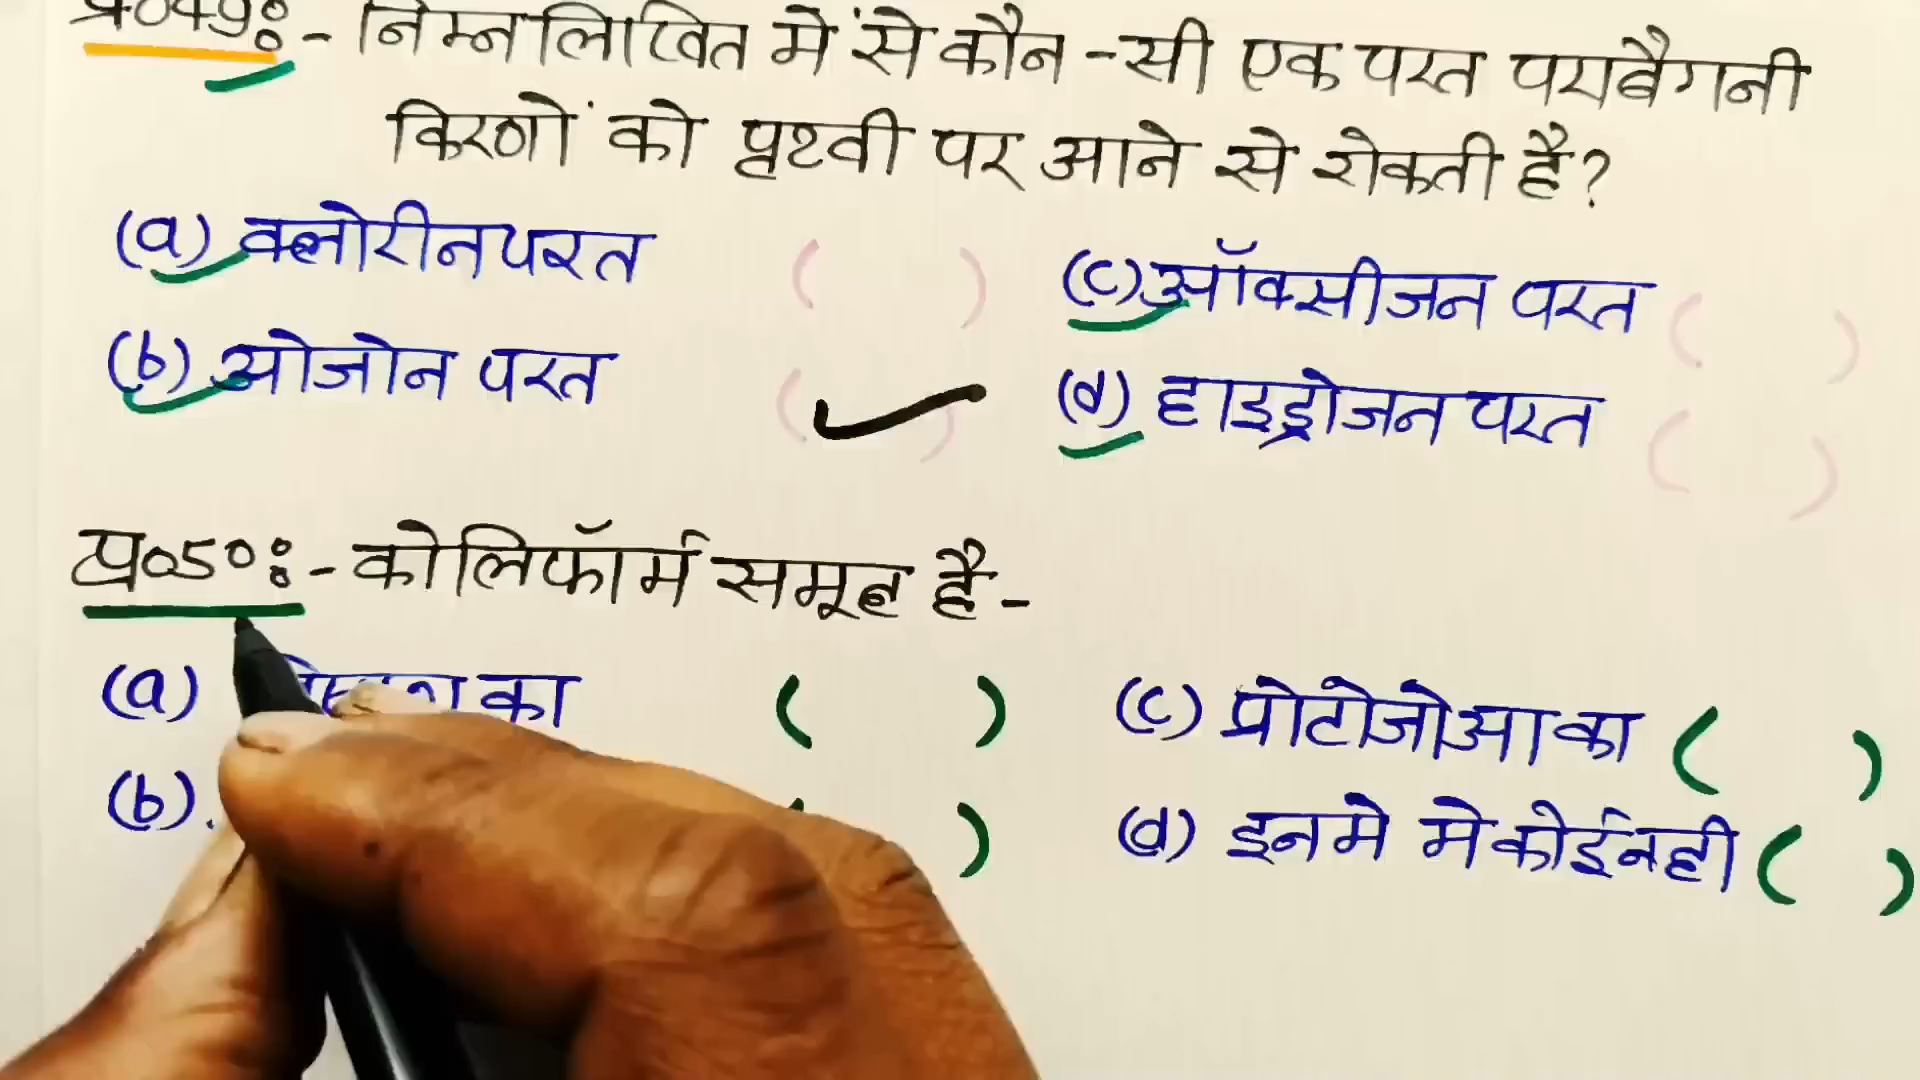 प्र०49ः- निम्नलिखित में से कौन-सी एक परत पराबैगनी
किरणों को पृथ्वी पर आने से रोकती है?
(a) क्लोरीन परत ( )
(c) ऑक्सीजन परत ( )
(b) ओजोन परत ( ✓ )
(d) हाइड्रोजन परत ( )
प्र०50ः- कोलिफॉर्म समूह है-
(a) का ( )
(c) प्रोटोजोआ का ( )
(b) )
(d) इनमे मे कोई नही ( )